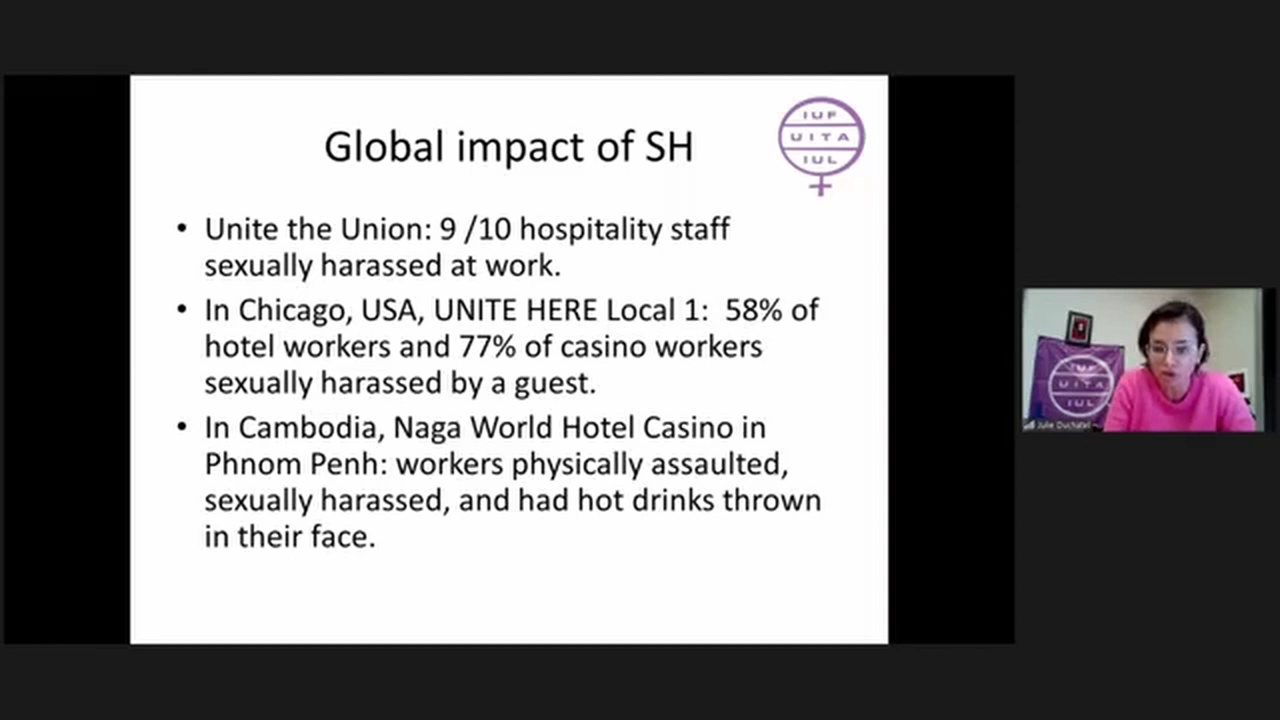 Global impact of SH
IUF
UITA
IUL
• Unite the Union: 9 /10 hospitality staff
sexually harassed at work.
• In Chicago, USA, UNITE HERE Local 1:  58% of
hotel workers and 77% of casino workers
sexually harassed by a guest.
• In Cambodia, Naga World Hotel Casino in
Phnom Penh: workers physically assaulted,
sexually harassed, and had hot drinks thrown
in their face.
IUF
UITA
IUL
Julie Duchatel